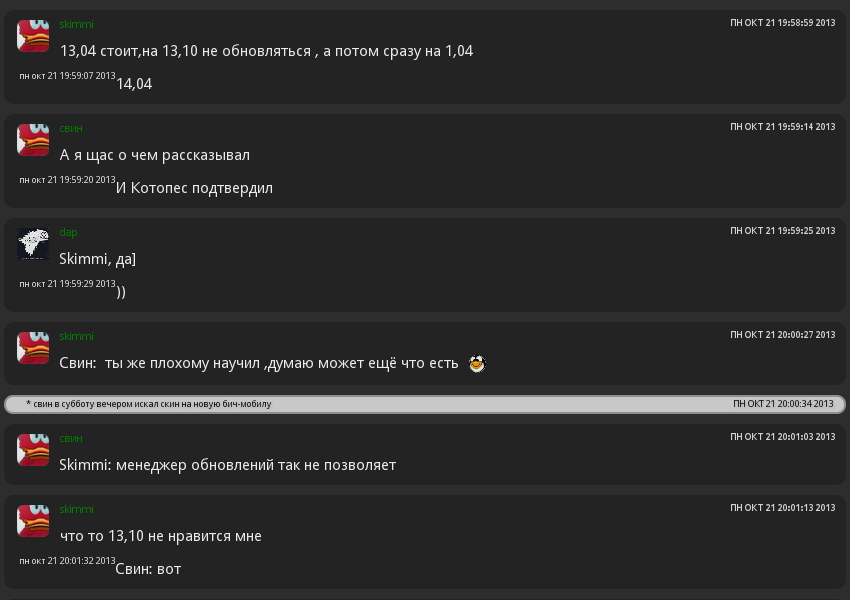 skimmi ПН ОКТ 21 19:58:59 2013
13,04 стоит,на 13,10 не обновляться , а потом сразу на 1,04
пн окт 21 19:59:07 2013 14,04
свин ПН ОКТ 21 19:59:14 2013
А я щас о чем рассказывал
пн окт 21 19:59:20 2013 И Котопес подтвердил
dap ПН ОКТ 21 19:59:25 2013
Skimmi, да]
пн окт 21 19:59:29 2013 ))
skimmi ПН ОКТ 21 20:00:27 2013
Свин: ты же плохому научил ,думаю может ещё что есть
* свин в субботу вечером искал скин на новую бич-мобилу ПН ОКТ 21 20:00:34 2013
свин ПН ОКТ 21 20:01:03 2013
Skimmi: менеджер обновлений так не позволяет
skimmi ПН ОКТ 21 20:01:13 2013
что то 13,10 не нравится мне
пн окт 21 20:01:32 2013 Свин: вот